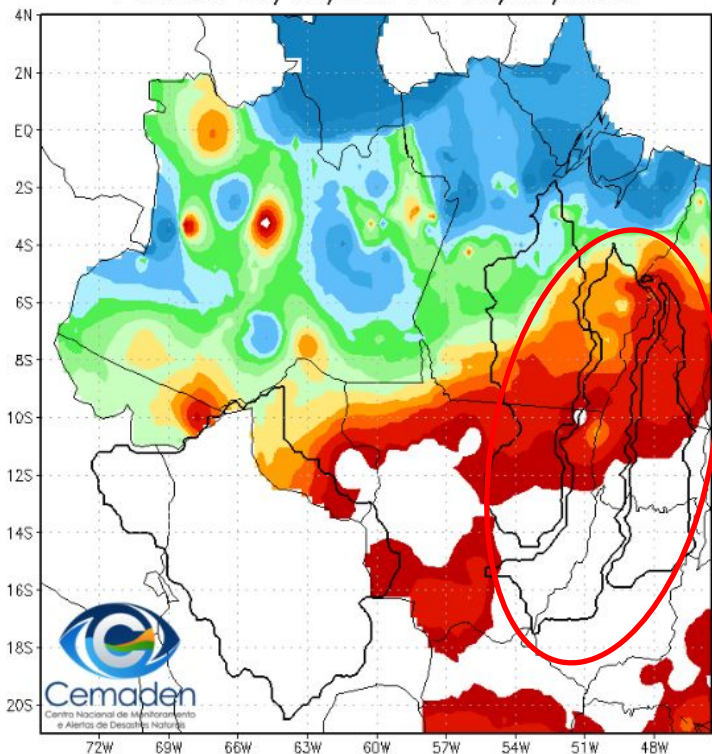 4N
2N
EQ
2S
4S
6S
8S
10S
12S
14S
16S
18S
20S
Cemaden
Centro Nacional de Monitoramento
e Alertas de Desastres Naturais
72W 69W 66W 63W 60W 57W 54W 51W 48W